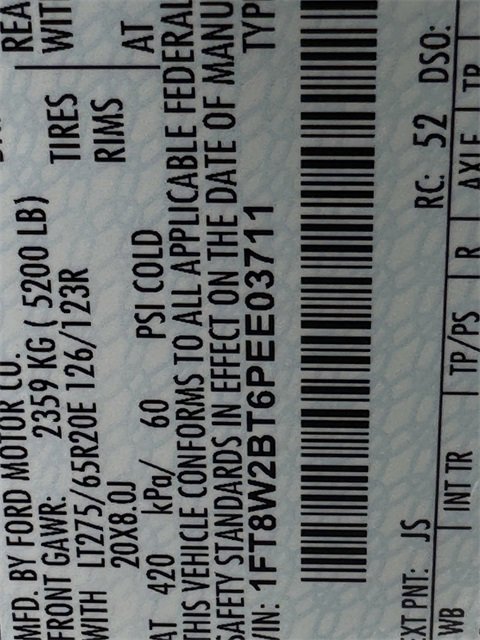 MFD. BY FORD MOTOR CO.
FRONT GAWR: 2359 KG ( 5200 LB)
WITH LT275/65R20E 126/123R TIRES WIT
20X8.0J RIMS
AT 420 kPa/ 60 PSI COLD AT
THIS VEHICLE CONFORMS TO ALL APPLICABLE FEDERAL
SAFETY STANDARDS IN EFFECT ON THE DATE OF MANU
VIN: 1FT8W2BT6PEE03711 TYP
XT PNT: JS RC: 52 DSO:
WB INT TR TP/PS R AXLE TR